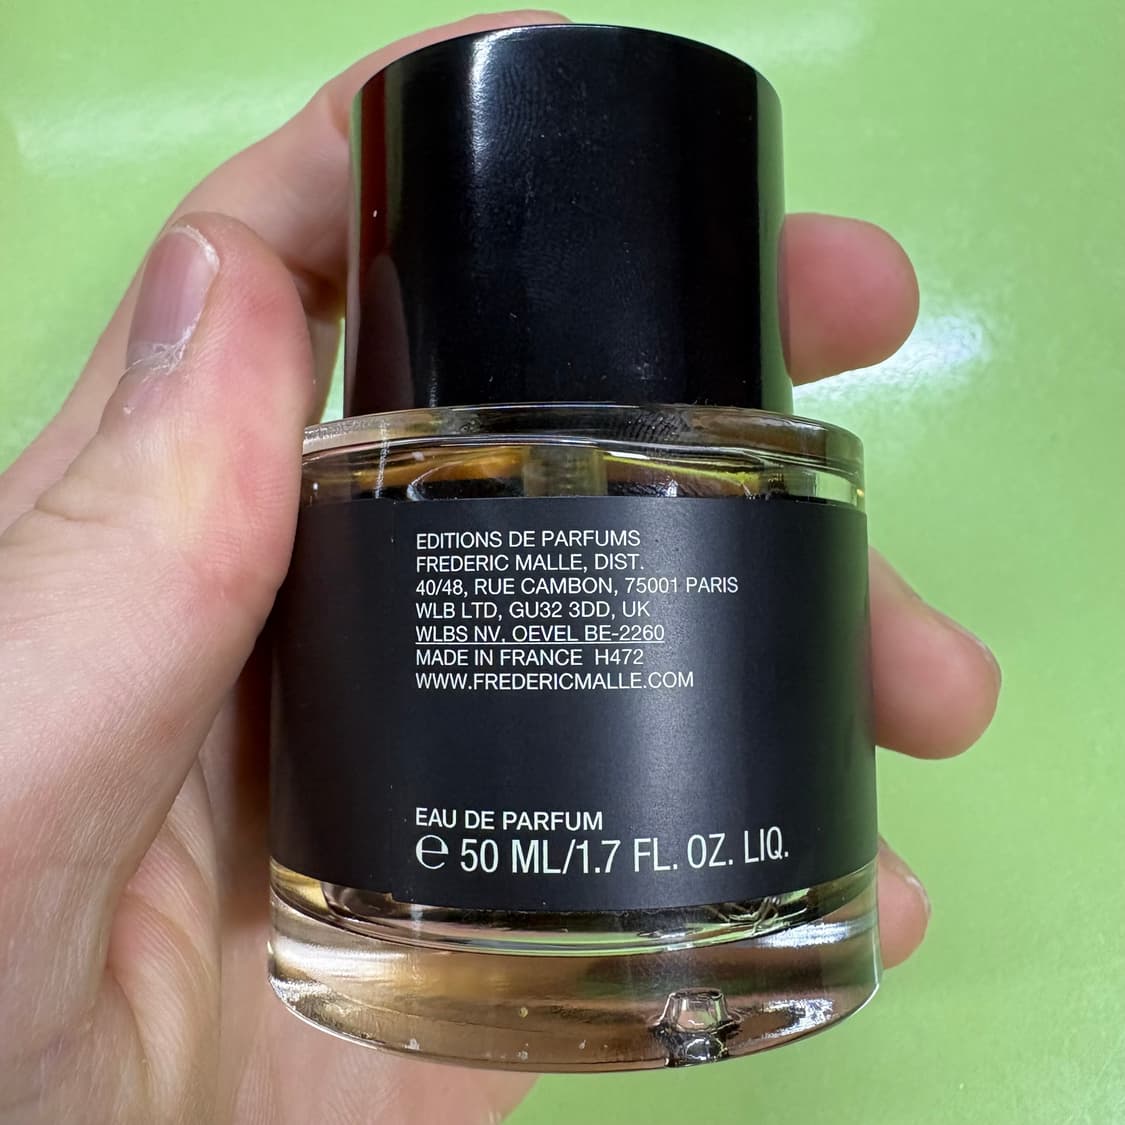 EDITIONS DE PARFUMS
FREDERIC MALLE, DIST.
40/48, RUE CAMBON, 75001 PARIS
WLB LTD, GU32 3DD, UK
WLBS NV, OEVEL BE-2260
MADE IN FRANCE H472
WWW.FREDERICMALLE.COM
EAU DE PARFUM
℮ 50 ML/1.7 FL. OZ. LIQ.